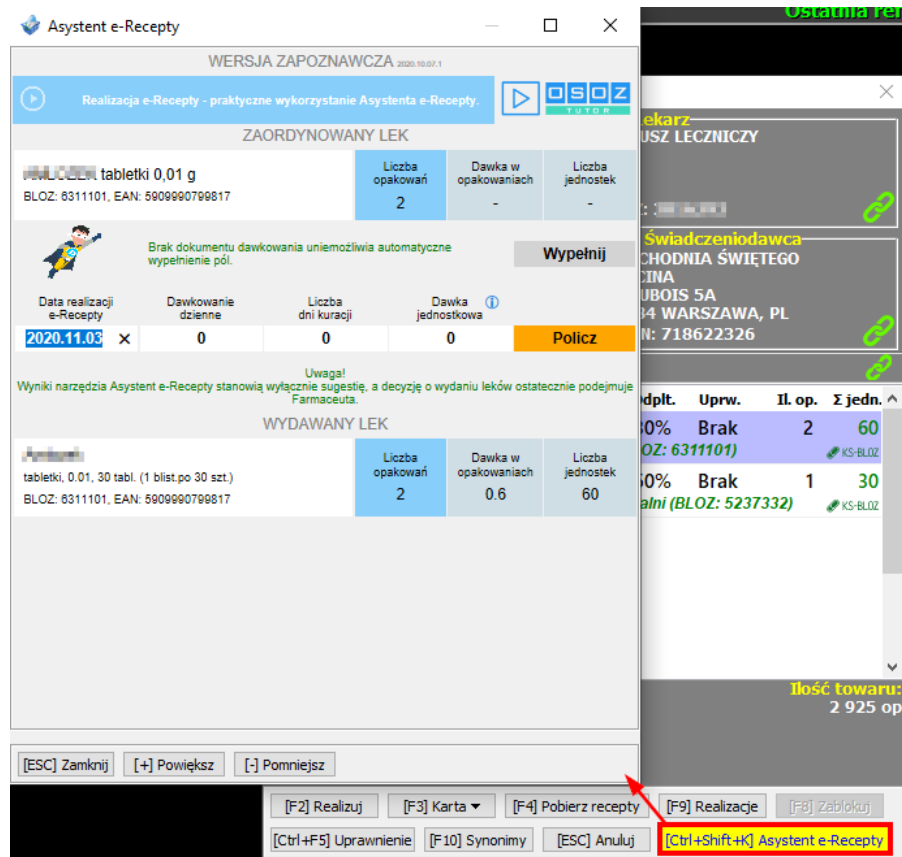 Ostatnia rer
Asystent e-Recepty
WERSJA ZAPOZNAWCZA 2020.10.07.1
Realizacja e-Recepty - praktyczne wykorzystanie Asystenta e-Recepty.
OSOZ
TUTOR
ZAORDYNOWANY LEK
tabletki 0,01 g
BLOZ: 6311101, EAN: 5909990799817
Liczba opakowań
2
Dawka w opakowaniach
-
Liczba jednostek
-
Brak dokumentu dawkowania uniemożliwia automatyczne
wypełnienie pól.
Wypełnij
Data realizacji e-Recepty
Dawkowanie dzienne
Liczba dni kuracji
Dawka jednostkowa
2020.11.03 × 0 0 0 Policz
Uwaga!
Wyniki narzędzia Asystent e-Recepty stanowią wyłącznie sugestię, a decyzję o wydaniu leków ostatecznie podejmuje
Farmaceuta.
WYDAWANY LEK
tabletki, 0.01, 30 tabl. (1 blist.po 30 szt.)
BLOZ: 6311101, EAN: 5909990799817
Liczba opakowań
2
Dawka w opakowaniach
0.6
Liczba jednostek
60
[ESC] Zamknij [+] Powiększ [-] Pomniejsz
ekarz
USZ LECZNICZY
Świadczeniodawca
CHODNIA ŚWIĘTEGO
CINA
UBOIS 5A
34 WARSZAWA, PL
N: 718622326
dplt. Uprw. Il. op. Σ jedn.
30% Brak 2 60
OZ: 6311101) KS-BLOZ
50% Brak 1 30
alni (BLOZ: 5237332) KS-BLOZ
Ilość towaru:
2 925 op
[F2] Realizuj [F3] Karta [F4] Pobierz recepty [F9] Realizacje [F8] Zablokuj
[Ctrl+F5] Uprawnienie [F10] Synonimy [ESC] Anuluj [Ctrl+Shift+K] Asystent e-Recepty